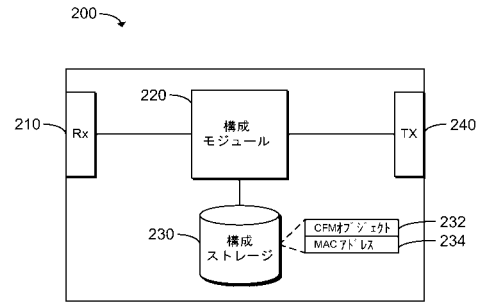 200
220
210
Rx
構成
モジュール
TX
240
230
構成
ストレージ
CFMオブジェクト
232
MACアドレス
234